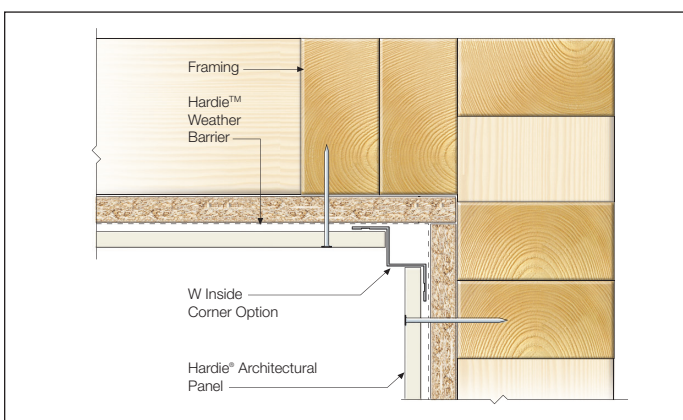 Framing
Hardie™
Weather
Barrier
W Inside
Corner Option
Hardie® Architectural
Panel